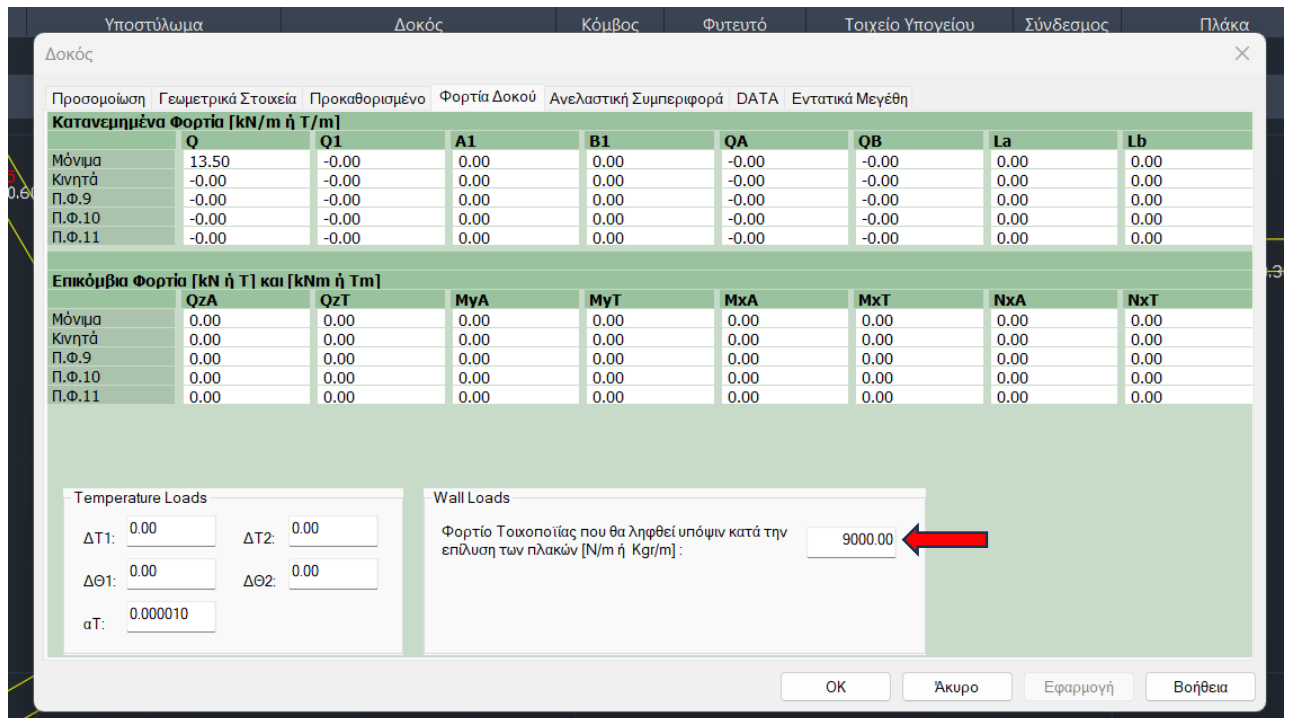 Υποστύλωμα Δοκός Κόμβος Φυτευτό Τοιχείο Υπογείου Σύνδεσμος Πλάκα
Δοκός
Προσομοίωση Γεωμετρικά Στοιχεία Προκαθορισμένο Φορτία Δοκού Ανελαστική Συμπεριφορά DATA Εντατικά Μεγέθη
Κατανεμημένα Φορτία [kN/m ή T/m]
Q Q1 A1 B1 QA QB La Lb
Μόνιμα 13.50 -0.00 0.00 0.00 -0.00 -0.00 0.00 0.00
Κινητά -0.00 -0.00 0.00 0.00 -0.00 -0.00 0.00 0.00
Π.Φ.9 -0.00 -0.00 0.00 0.00 -0.00 -0.00 0.00 0.00
Π.Φ.10 -0.00 -0.00 0.00 0.00 -0.00 -0.00 0.00 0.00
Π.Φ.11 -0.00 -0.00 0.00 0.00 -0.00 -0.00 0.00 0.00
Επικόμβια Φορτία [kN ή T] και [kNm ή Tm]
QzA QzT MyA MyT MxA MxT NxA NxT
Μόνιμα 0.00 0.00 0.00 0.00 0.00 0.00 0.00 0.00
Κινητά 0.00 0.00 0.00 0.00 0.00 0.00 0.00 0.00
Π.Φ.9 0.00 0.00 0.00 0.00 0.00 0.00 0.00 0.00
Π.Φ.10 0.00 0.00 0.00 0.00 0.00 0.00 0.00 0.00
Π.Φ.11 0.00 0.00 0.00 0.00 0.00 0.00 0.00 0.00
Temperature Loads
ΔΤ1: 0.00 ΔΤ2: 0.00
ΔΘ1: 0.00 ΔΘ2: 0.00
αΤ: 0.000010
Wall Loads
Φορτίο Τοιχοποϊίας που θα ληφθεί υπόψιν κατά την
επίλυση των πλακών [N/m ή Kgr/m] : 9000.00
OK Άκυρο Εφαρμογή Βοήθεια